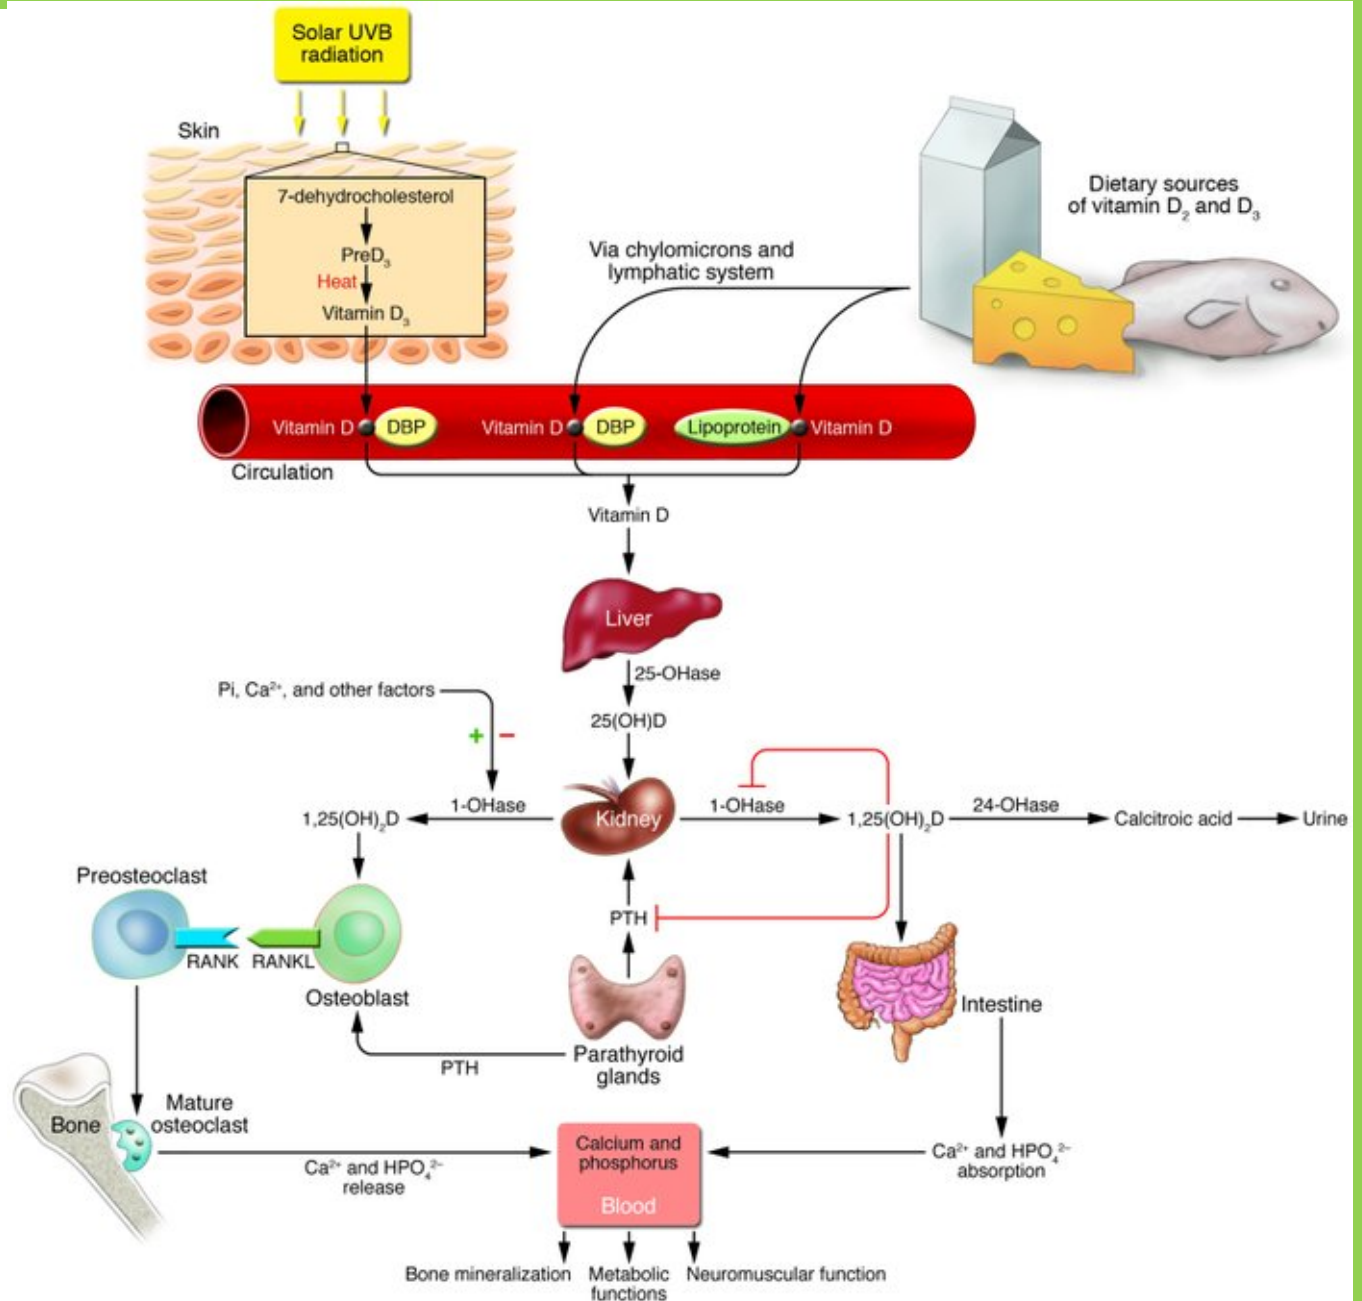 Solar UVB
radiation
Skin
7-dehydrocholesterol
PreD₃
Heat
Vitamin D₃
Dietary sources
of vitamin D₂ and D₃
Via chylomicrons and
lymphatic system
Vitamin D DBP Vitamin D DBP Lipoprotein Vitamin D
Circulation
Vitamin D
Liver
25-OHase
Pi, Ca²⁺, and other factors
25(OH)D
+ −
1,25(OH)₂D 1-OHase Kidney 1-OHase 1,25(OH)₂D 24-OHase Calcitroic acid Urine
Preosteoclast
PTH
RANK RANKL
Osteoblast
Intestine
Parathyroid
glands
PTH
Bone
Mature
osteoclast
Ca²⁺ and HPO₄²⁻
release
Calcium and
phosphorus
Blood
Ca²⁺ and HPO₄²⁻
absorption
Bone mineralization
Metabolic
functions
Neuromuscular function